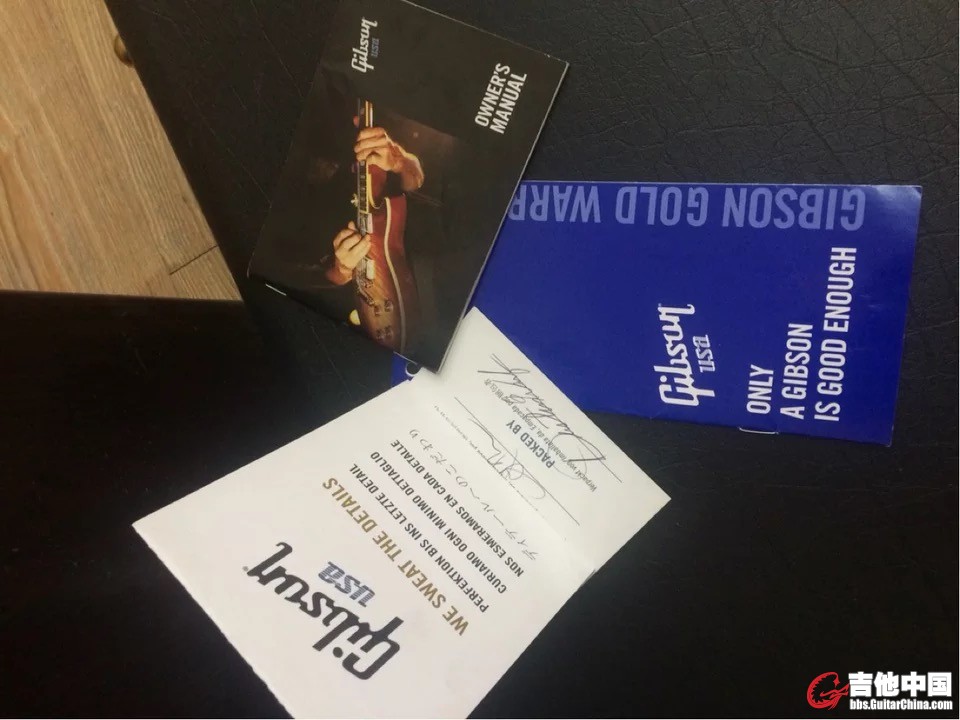 Gibson
USA
OWNER'S
MANUAL
GIBSON GOLD WARR
Gibson
USA
ONLY
A GIBSON
IS GOOD ENOUGH
Gibson
USA
WE SWEAT THE DETAILS
PERFEKTION BIS INS LETZTE DETAIL
CURIAMO OGNI MINIMO DETTAGLIO
NOS ESMERAMOS EN CADA DETALLE
PACKED BY
吉他中国
bbs.GuitarChina.com